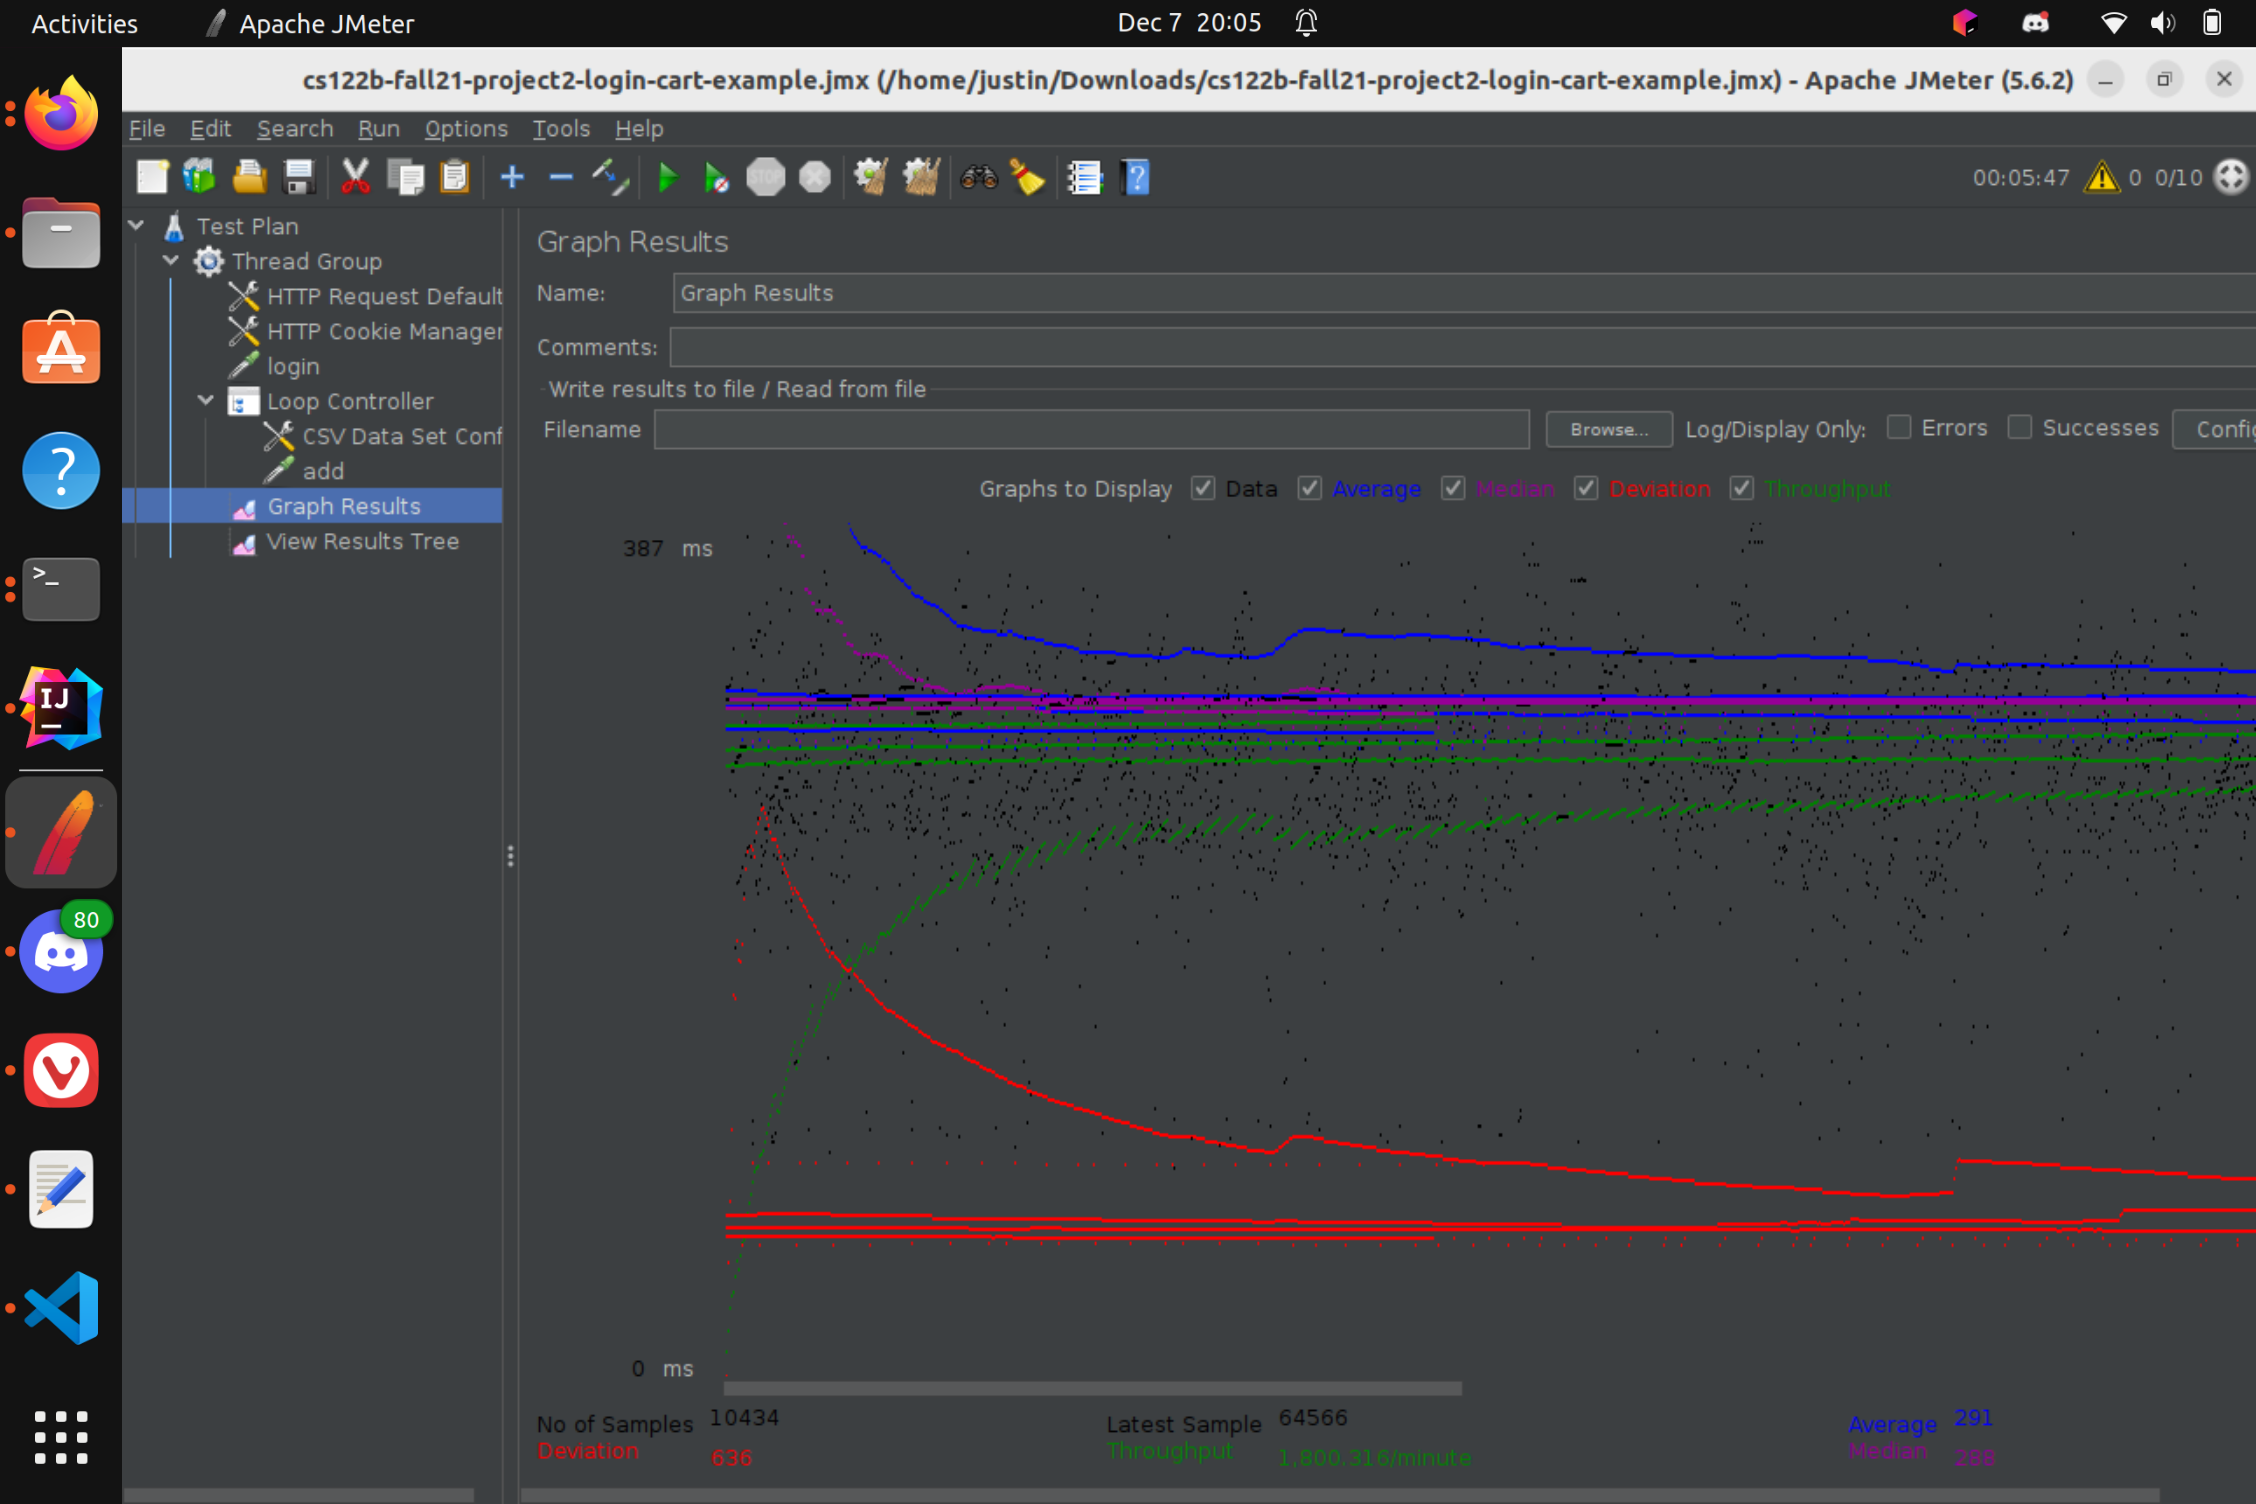 Activities
Apache JMeter
Dec 7 20:05
cs122b-fall21-project2-login-cart-example.jmx (/home/justin/Downloads/cs122b-fall21-project2-login-cart-example.jmx) - Apache JMeter (5.6.2)
File Edit Search Run Options Tools Help
STOP
00:05:47 0 0/10
Test Plan
Thread Group
HTTP Request Default
HTTP Cookie Manager
login
Loop Controller
CSV Data Set Conf
add
Graph Results
View Results Tree
Graph Results
Name: Graph Results
Comments:
Write results to file / Read from file
Filename Browse... Log/Display Only: Errors Successes Config
Graphs to Display Data Average Median Deviation Throughput
387 ms
0 ms
No of Samples 10434 Latest Sample 64566 Average 291
Deviation 636 Throughput 1,800.316/minute Median 288
IJ
80